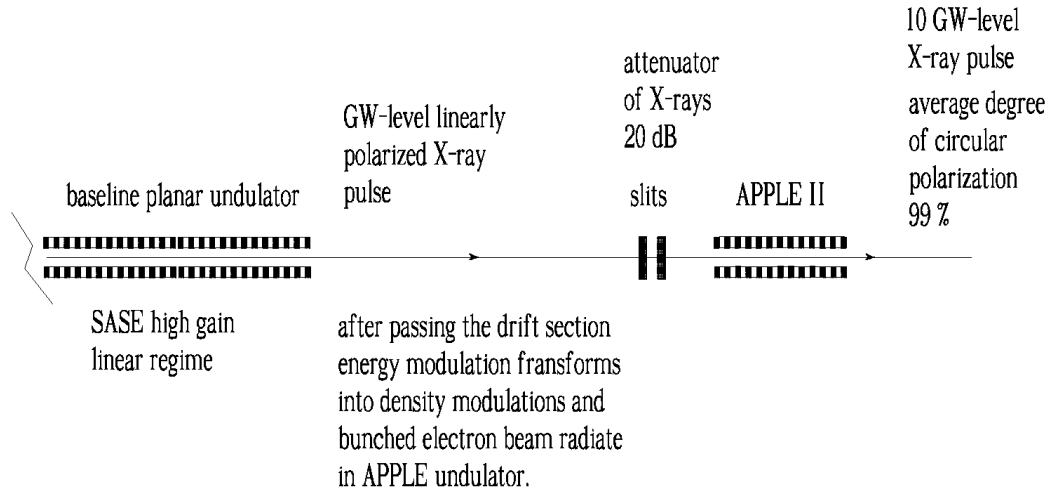 baseline planar undulator
SASE high gain
linear regime
GW-level linearly
polarized X-ray
pulse
after passing the drift section
energy modulation fransforms
into density modulations and
bunched electron beam radiate
in APPLE undulator.
attenuator
of X-rays
20 dB
slits
APPLE II
10 GW-level
X-ray pulse
average degree
of circular
polarization
99 %